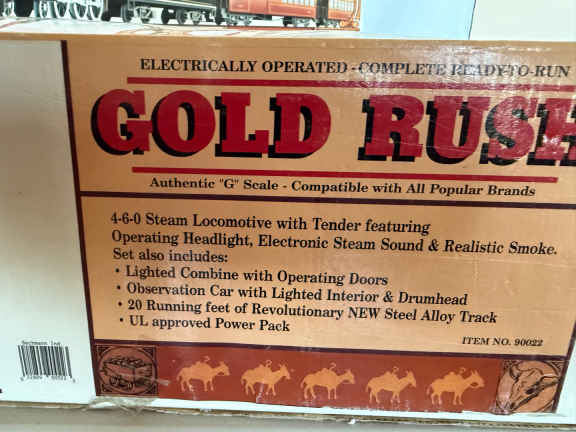 ELECTRICALLY OPERATED - COMPLETE READY-TO-RUN
GOLD RUSH
Authentic "G" Scale - Compatible with All Popular Brands
4-6-0 Steam Locomotive with Tender featuring
Operating Headlight, Electronic Steam Sound & Realistic Smoke.
Set also includes:
• Lighted Combine with Operating Doors
• Observation Car with Lighted Interior & Drumhead
• 20 Running feet of Revolutionary NEW Steel Alloy Track
• UL approved Power Pack
ITEM NO. 90022
Bachmann Ind.